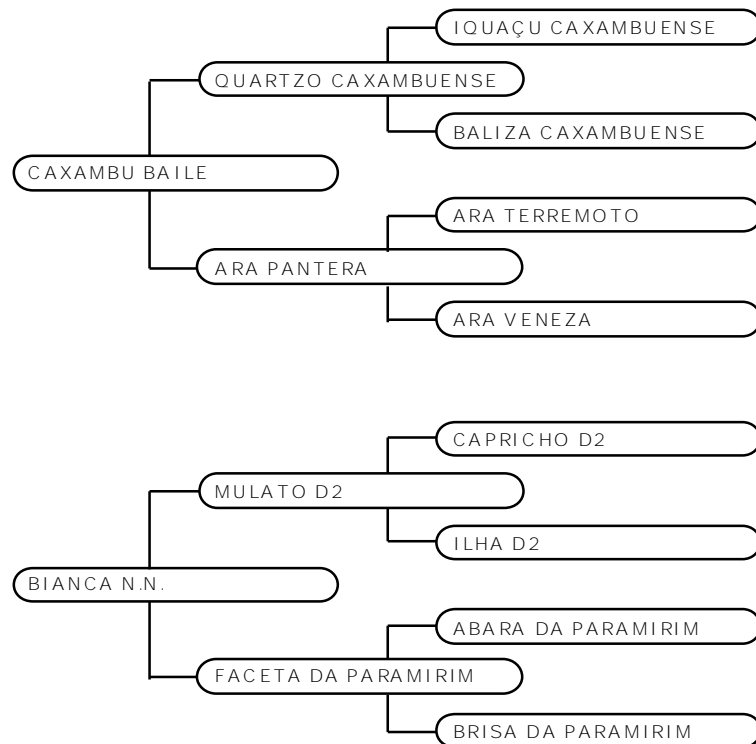 IQUAÇU CAXAMBUENSE
QUARTZO CAXAMBUENSE
BALIZA CAXAMBUENSE
CAXAMBU BAILE
ARA TERREMOTO
ARA PANTERA
ARA VENEZA
CAPRICHO D2
MULATO D2
ILHA D2
BIANCA N.N.
ABARA DA PARAMIRIM
FACETA DA PARAMIRIM
BRISA DA PARAMIRIM